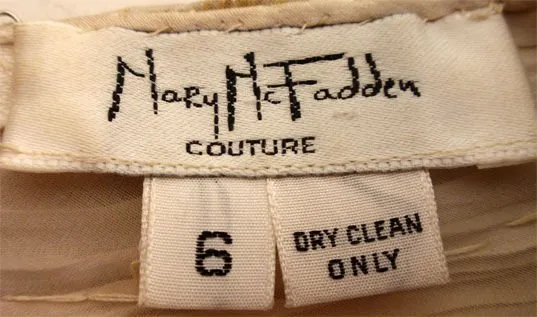 Mary McFadden
COUTURE
6
DRY CLEAN
ONLY